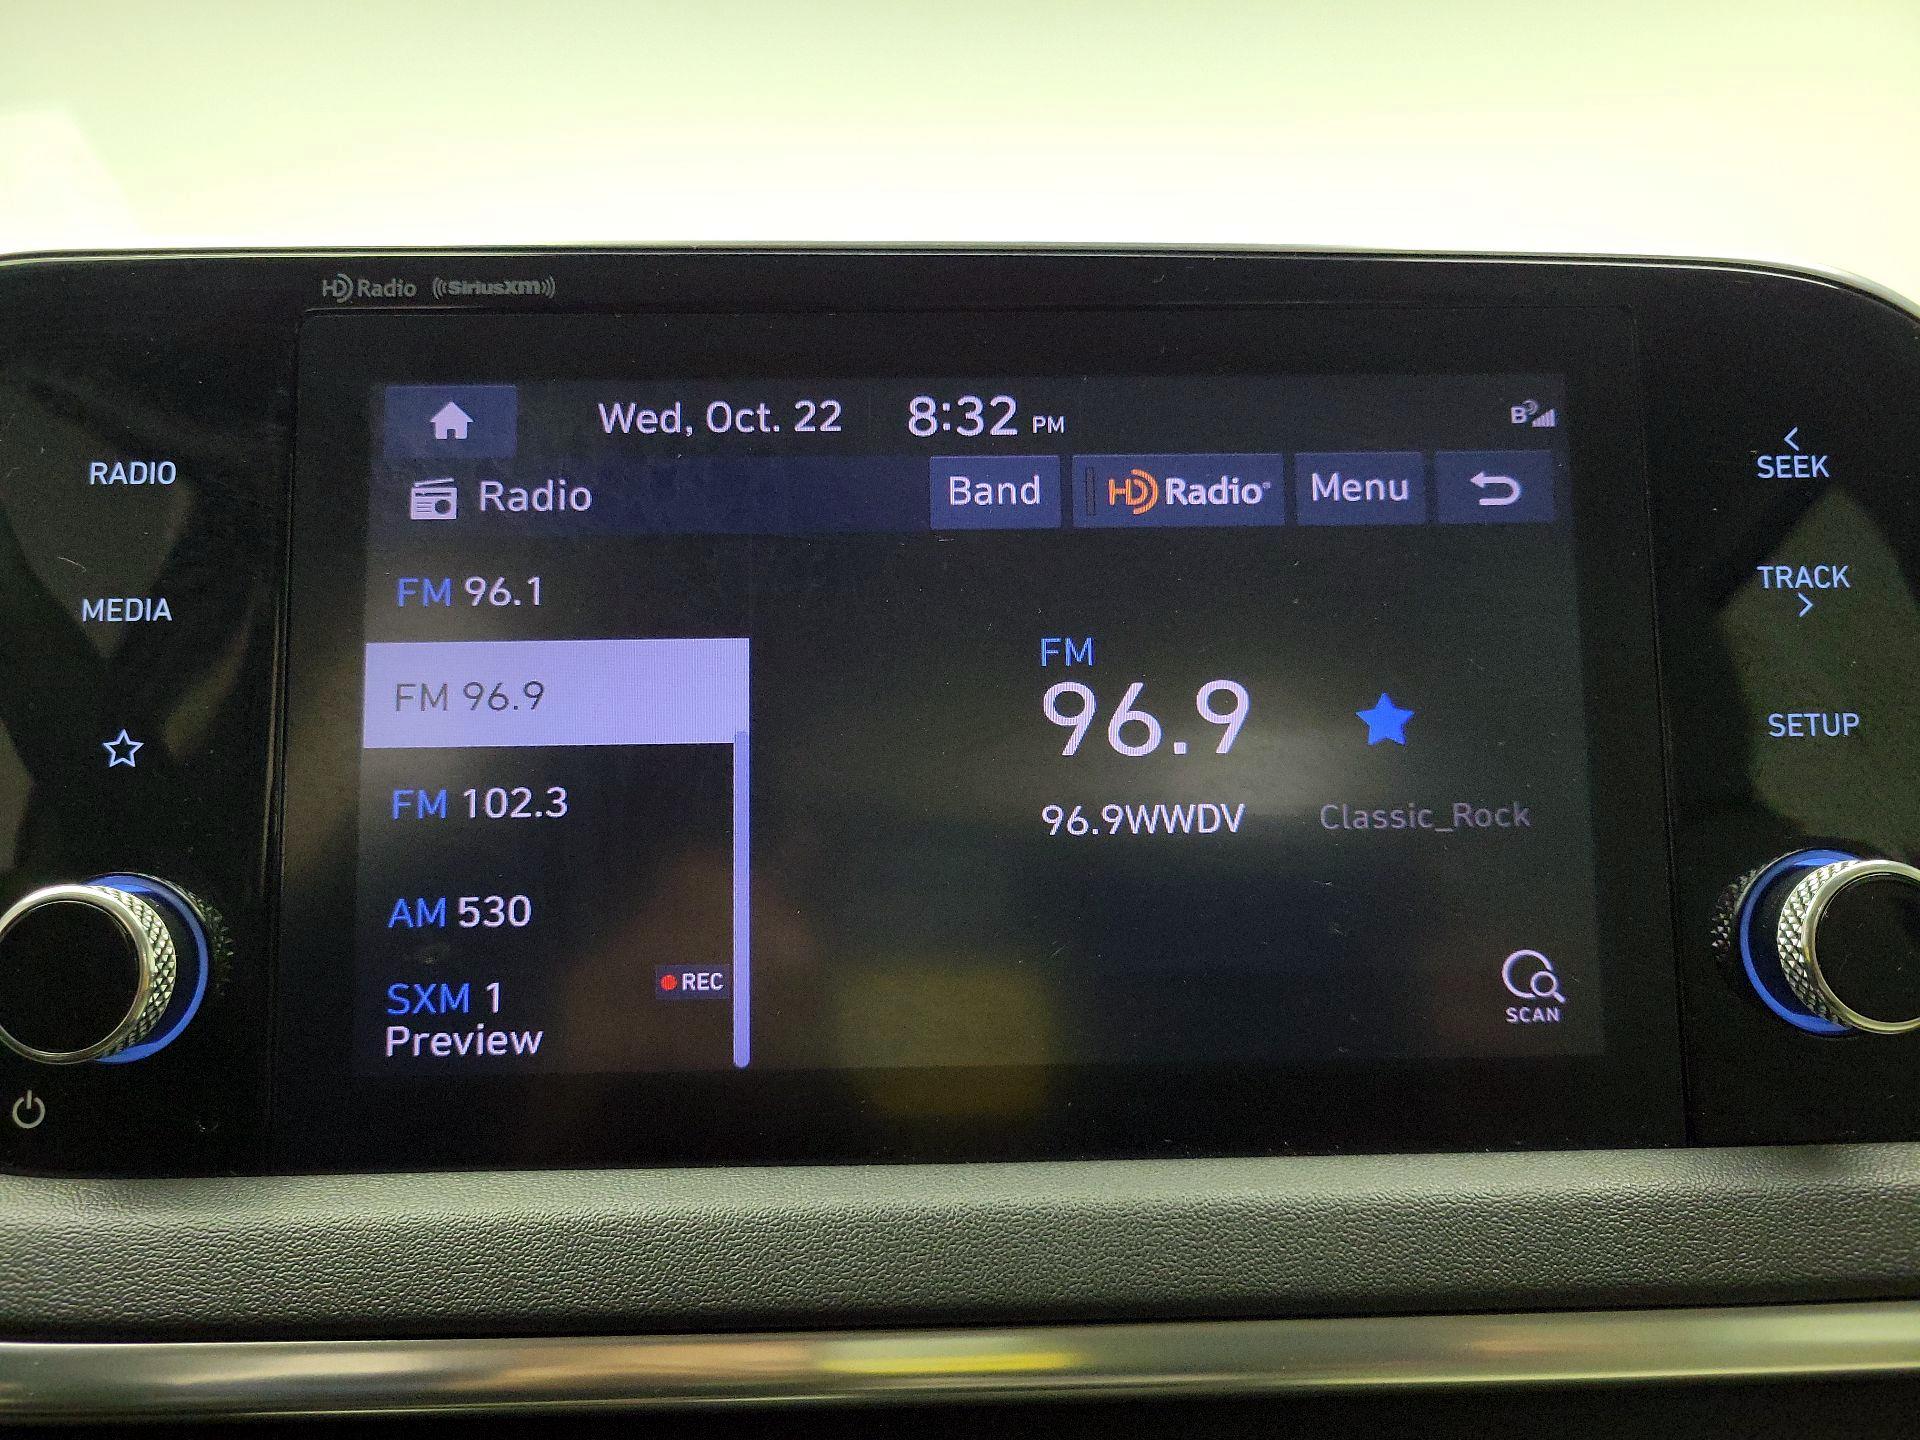 HD Radio ((SiriusXM))
Wed, Oct. 22 8:32 PM B
Radio Band HD Radio® Menu
RADIO
MEDIA
FM 96.1
FM 96.9
FM 102.3
AM 530
SXM 1
Preview
REC
FM
96.9
96.9WWDV Classic_Rock
SCAN
<
SEEK
TRACK
>
SETUP